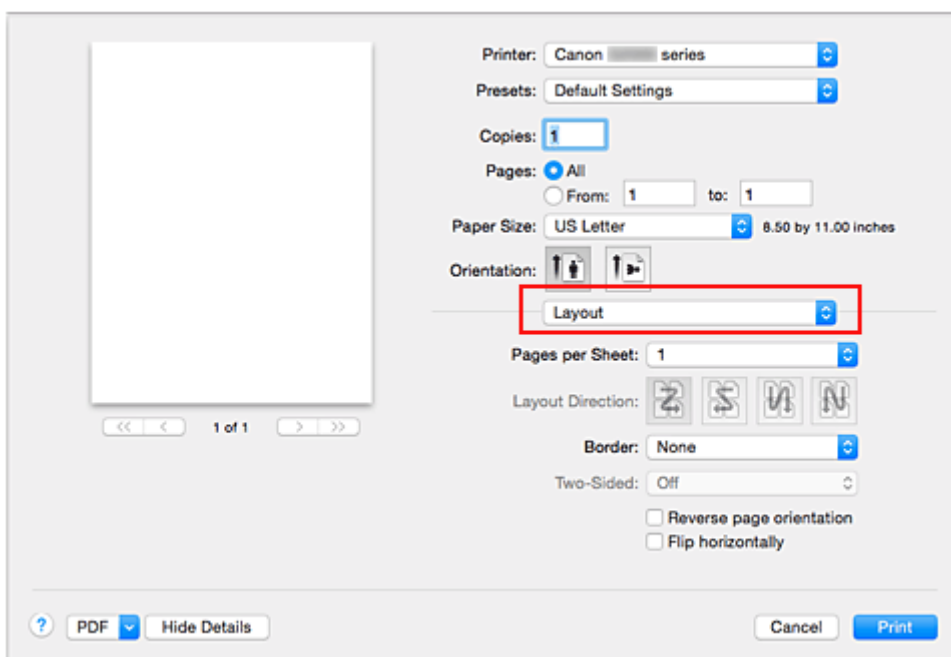 Printer: Canon series
Presets: Default Settings
Copies: 1
Pages: All
From: 1 to: 1
Paper Size: US Letter 8.50 by 11.00 inches
Orientation:
Layout
Pages per Sheet: 1
Layout Direction:
1 of 1
Border: None
Two-Sided: Off
Reverse page orientation
Flip horizontally
? PDF Hide Details Cancel Print